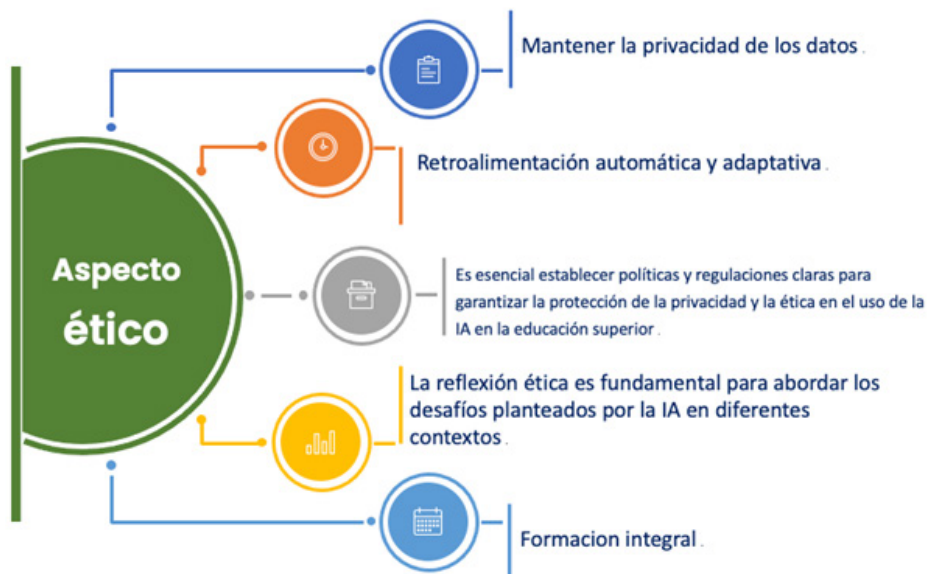 Mantener la privacidad de los datos.
Retroalimentación automática y adaptativa.
Aspecto
ético
Es esencial establecer políticas y regulaciones claras para
garantizar la protección de la privacidad y la ética en el uso de la
IA en la educación superior.
La reflexión ética es fundamental para abordar los
desafíos planteados por la IA en diferentes
contextos.
Formacion integral.